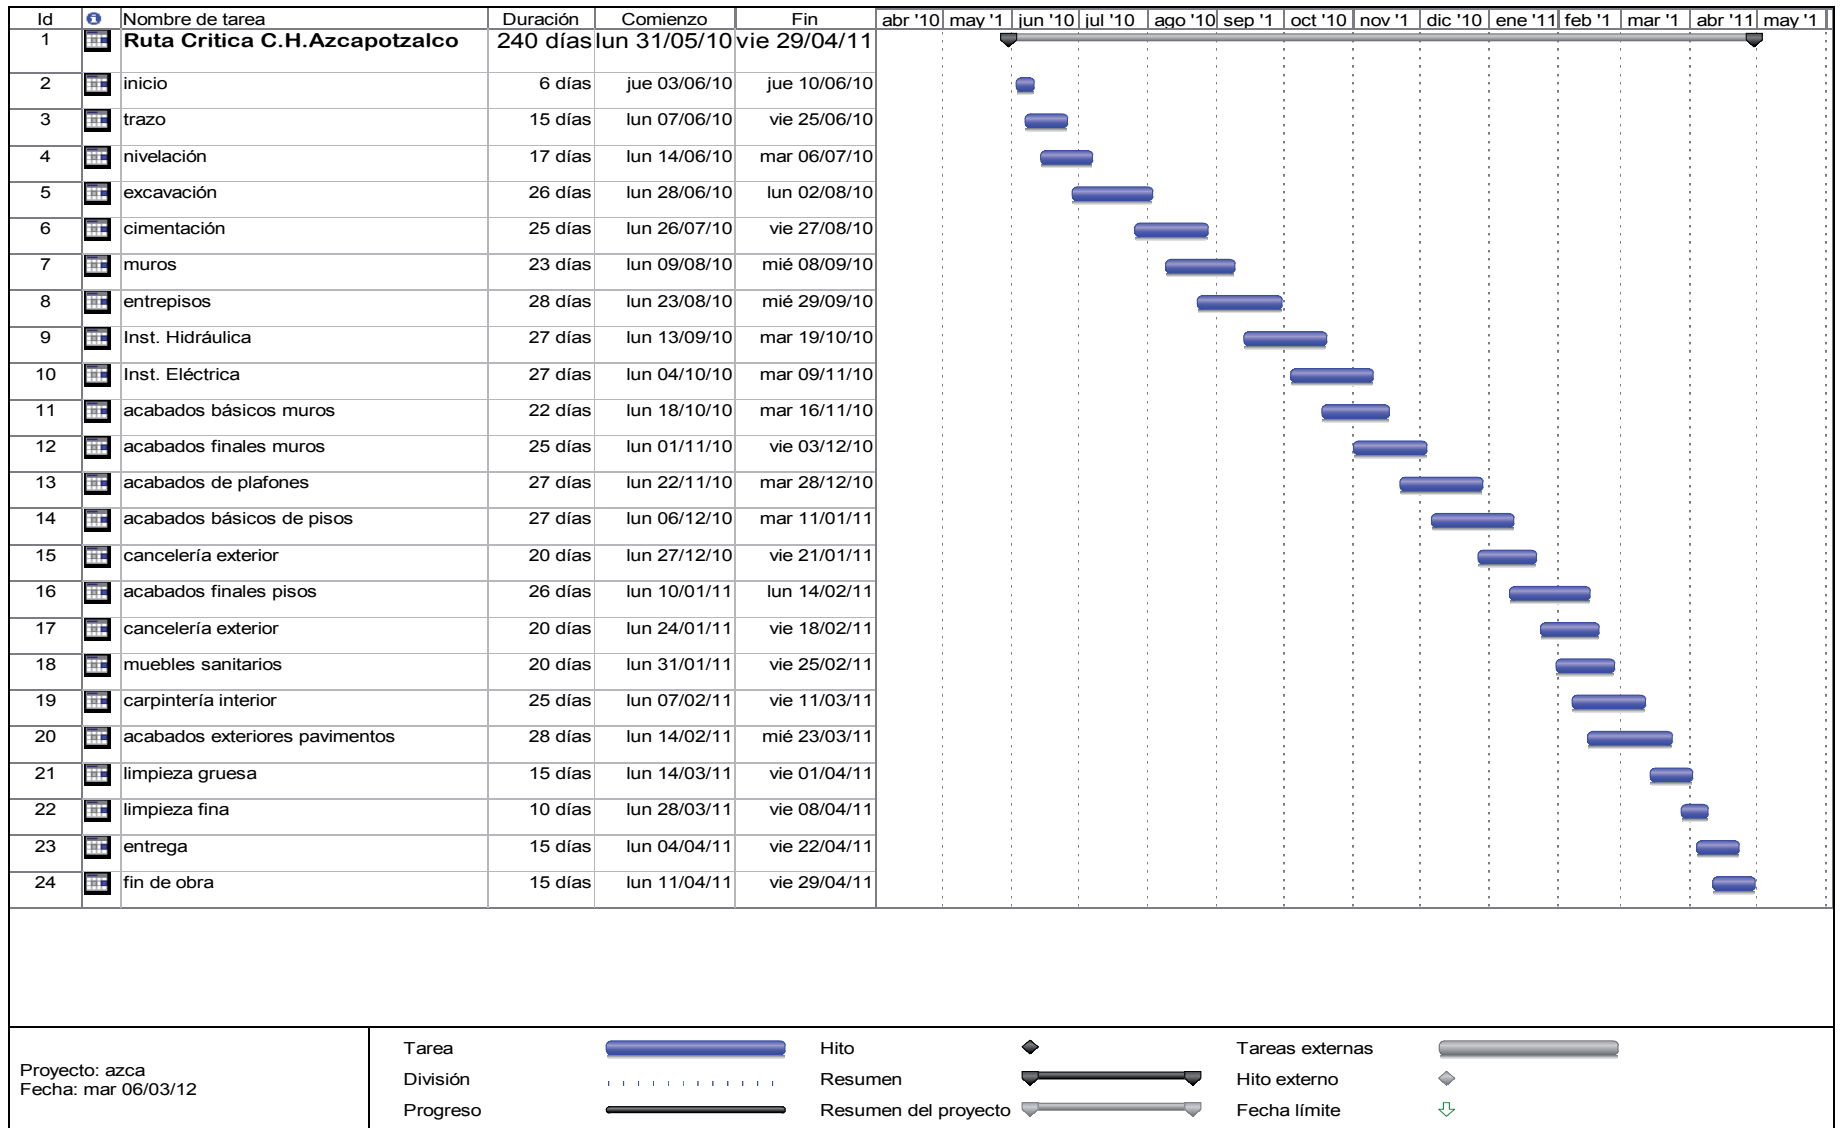 Id Nombre de tarea Duración Comienzo Fin abr '10 may '1 jun '10 jul '10 ago '10 sep '1 oct '10 nov '1 dic '10 ene '11 feb '1 mar '1 abr '11 may '1
1 Ruta Critica C.H.Azcapotzalco 240 días lun 31/05/10 vie 29/04/11
2 inicio 6 días jue 03/06/10 jue 10/06/10
3 trazo 15 días lun 07/06/10 vie 25/06/10
4 nivelación 17 días lun 14/06/10 mar 06/07/10
5 excavación 26 días lun 28/06/10 lun 02/08/10
6 cimentación 25 días lun 26/07/10 vie 27/08/10
7 muros 23 días lun 09/08/10 mié 08/09/10
8 entrepisos 28 días lun 23/08/10 mié 29/09/10
9 Inst. Hidráulica 27 días lun 13/09/10 mar 19/10/10
10 Inst. Eléctrica 27 días lun 04/10/10 mar 09/11/10
11 acabados básicos muros 22 días lun 18/10/10 mar 16/11/10
12 acabados finales muros 25 días lun 01/11/10 vie 03/12/10
13 acabados de plafones 27 días lun 22/11/10 mar 28/12/10
14 acabados básicos de pisos 27 días lun 06/12/10 mar 11/01/11
15 cancelería exterior 20 días lun 27/12/10 vie 21/01/11
16 acabados finales pisos 26 días lun 10/01/11 lun 14/02/11
17 cancelería exterior 20 días lun 24/01/11 vie 18/02/11
18 muebles sanitarios 20 días lun 31/01/11 vie 25/02/11
19 carpintería interior 25 días lun 07/02/11 vie 11/03/11
20 acabados exteriores pavimentos 28 días lun 14/02/11 mié 23/03/11
21 limpieza gruesa 15 días lun 14/03/11 vie 01/04/11
22 limpieza fina 10 días lun 28/03/11 vie 08/04/11
23 entrega 15 días lun 04/04/11 vie 22/04/11
24 fin de obra 15 días lun 11/04/11 vie 29/04/11
Proyecto: azca
Fecha: mar 06/03/12
Tarea Hito Tareas externas
División Resumen Hito externo
Progreso Resumen del proyecto Fecha límite